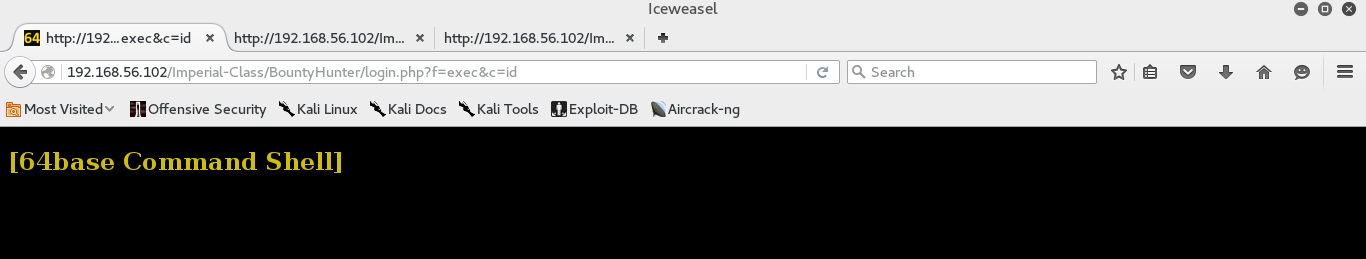 Iceweasel
64 http://192...exec&c=id × http://192.168.56.102/Im... × http://192.168.56.102/Im... ×
192.168.56.102/Imperial-Class/BountyHunter/login.php?f=exec&c=id Search
Most Visited Offensive Security Kali Linux Kali Docs Kali Tools Exploit-DB Aircrack-ng
[64base Command Shell]